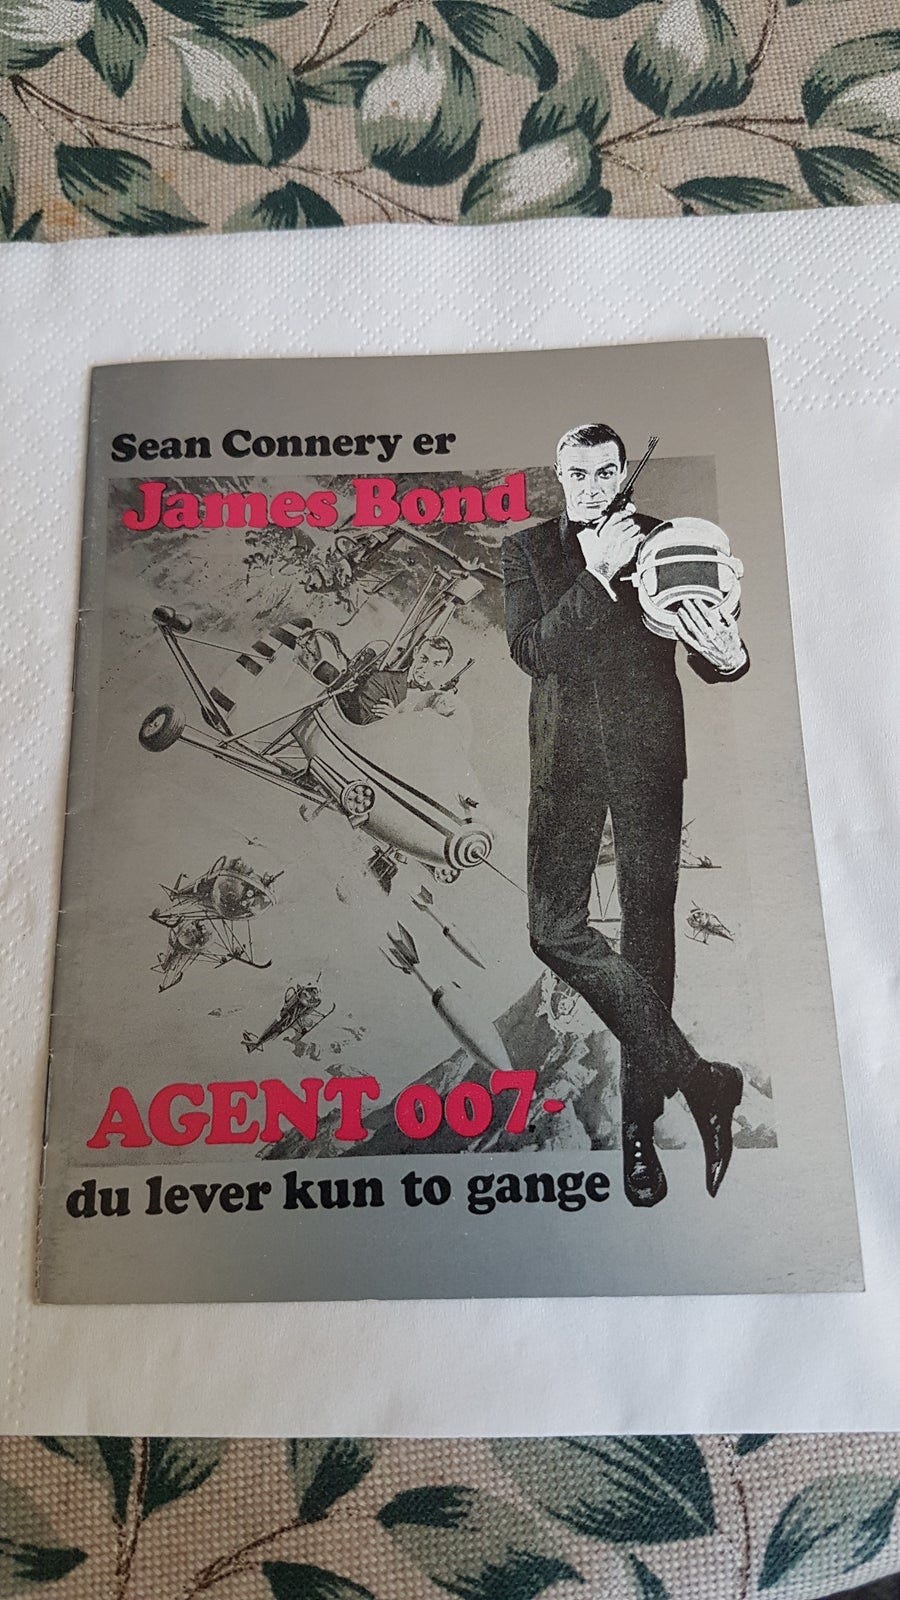 Sean Connery er
James Bond
AGENT 007-
du lever kun to gange